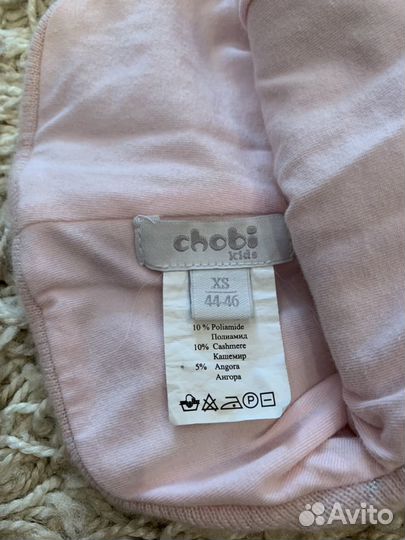 chobi
kids
XS
44-46
10 % Poliamide
Полиамид
10% Cashmere
Кашемир
5% Angora
Ангора
P
Avito